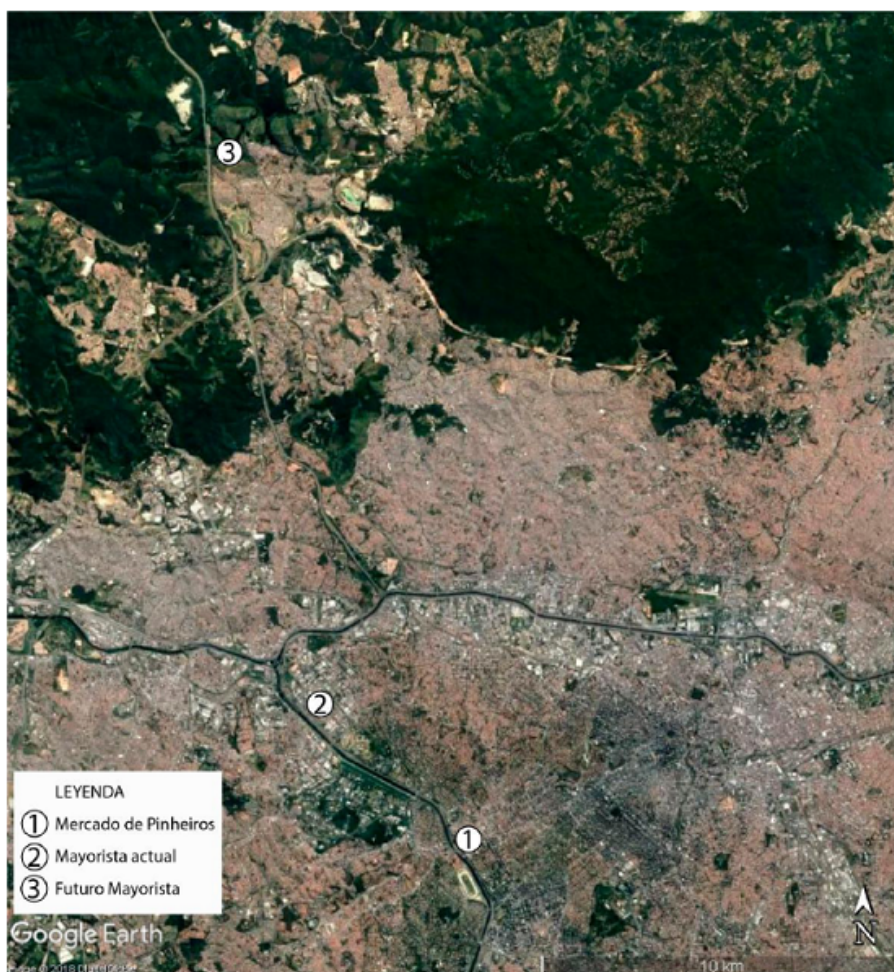 3
2
1
LEYENDA
1 Mercado de Pinheiros
2 Mayorista actual
3 Futuro Mayorista
Google Earth
N
10 km